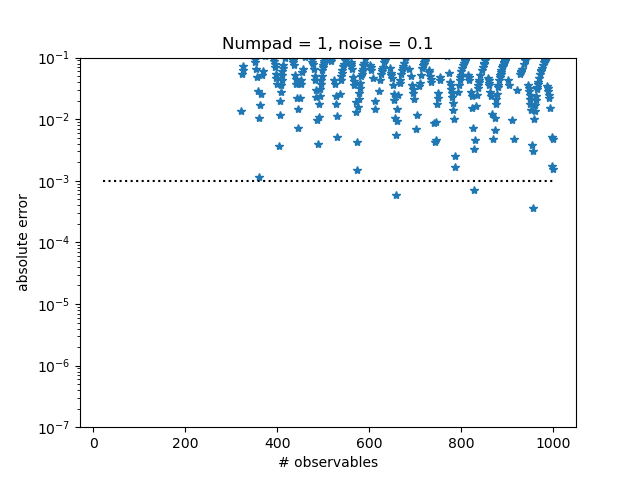 Numpad = 1, noise = 0.1
10⁻¹
10⁻²
10⁻³
10⁻⁴
10⁻⁵
10⁻⁶
10⁻⁷
absolute error
0 200 400 600 800 1000
# observables